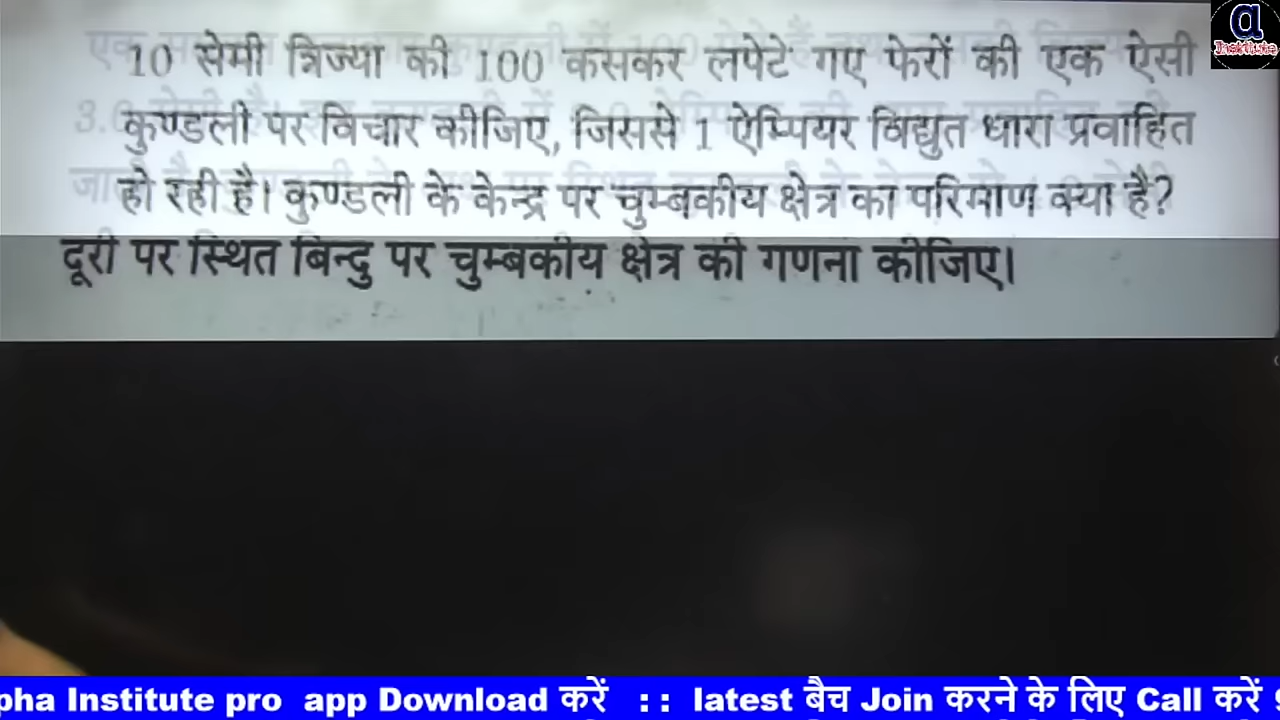 10 सेमी त्रिज्या की 100 कसकर लपेटे गए फेरों की एक ऐसी
कुण्डली पर विचार कीजिए, जिससे 1 ऐम्पियर विद्युत धारा प्रवाहित
हो रही है। कुण्डली के केन्द्र पर चुम्बकीय क्षेत्र का परिमाण क्या है?
दूरी पर स्थित बिन्दु पर चुम्बकीय क्षेत्र की गणना कीजिए।
α
Institute
pha Institute pro app Download करें :: latest बैच Join करने के लिए Call करें